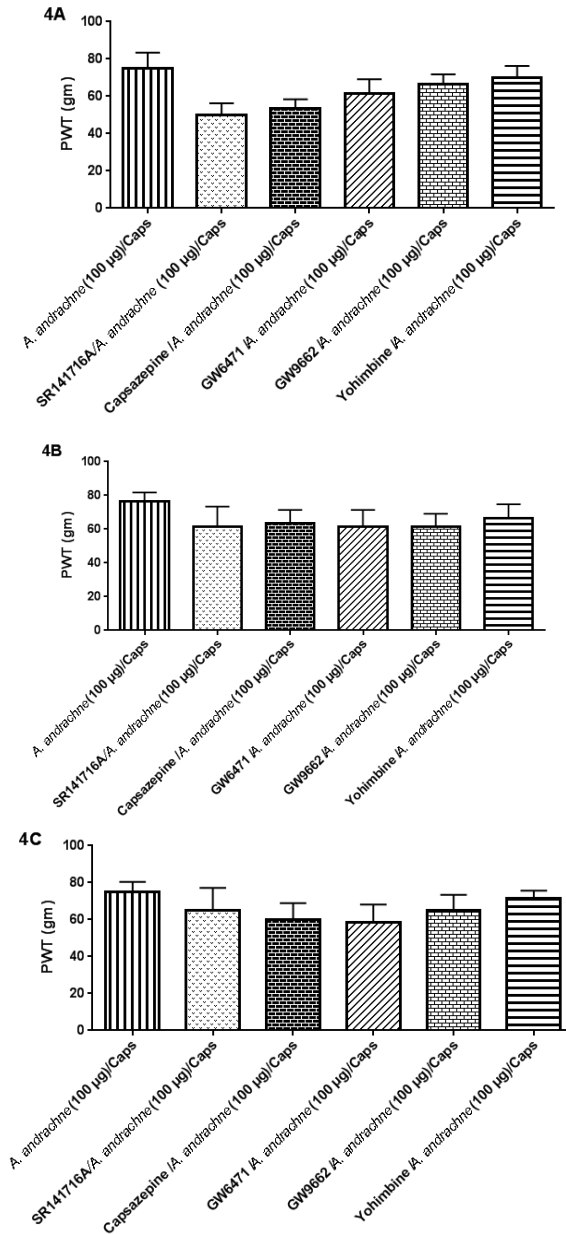 4A
PWT (gm)
100
80
60
40
20
0
A. andrachne (100 µg)/Caps
SR141716A/A. andrachne (100 µg)/Caps
Capsazepine /A. andrachne (100 µg)/Caps
GW6471 /A. andrachne (100 µg)/Caps
GW9662 /A. andrachne (100 µg)/Caps
Yohimbine /A. andrachne (100 µg)/Caps
4B
PWT (gm)
100
80
60
40
20
0
A. andrachne (100 µg)/Caps
SR141716A/A. andrachne (100 µg)/Caps
Capsazepine /A. andrachne (100 µg)/Caps
GW6471 /A. andrachne (100 µg)/Caps
GW9662 /A. andrachne (100 µg)/Caps
Yohimbine /A. andrachne (100 µg)/Caps
4C
PWT (gm)
100
80
60
40
20
0
A. andrachne (100 µg)/Caps
SR141716A/A. andrachne (100 µg)/Caps
Capsazepine /A. andrachne (100 µg)/Caps
GW6471 /A. andrachne (100 µg)/Caps
GW9662 /A. andrachne (100 µg)/Caps
Yohimbine /A. andrachne (100 µg)/Caps